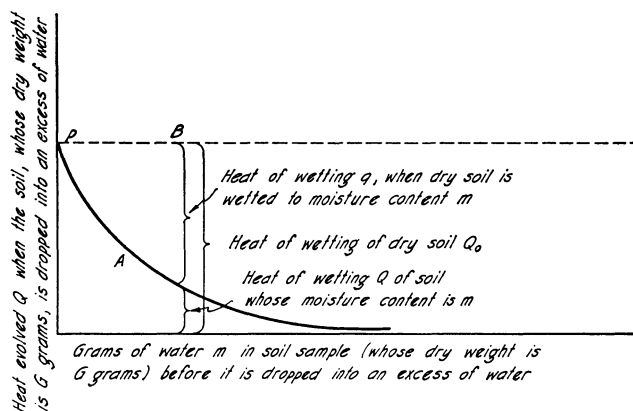 Heat evolved Q when the soil, whose dry weight
is G grams, is dropped into an excess of water
P
B
Heat of wetting q, when dry soil is
wetted to moisture content m
Heat of wetting of dry soil Q₀
A
Heat of wetting Q of soil
whose moisture content is m
Grams of water m in soil sample (whose dry weight is
G grams) before it is dropped into an excess of water